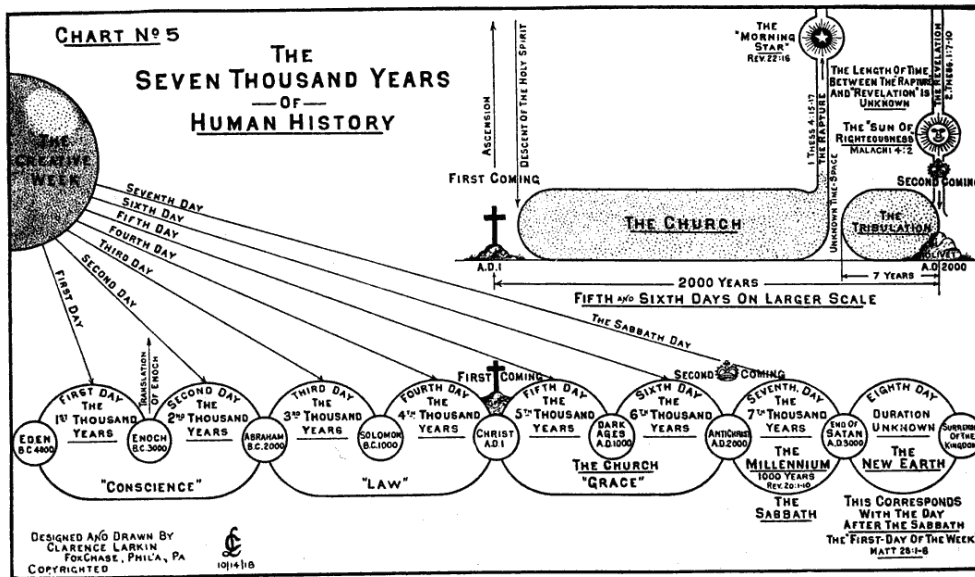 CHART Nº 5
THE
SEVEN THOUSAND YEARS
OF
HUMAN HISTORY
THE
CREATIVE
WEEK
ASCENSION
DESCENT OF THE HOLY SPIRIT
FIRST COMING
A.D.1
THE CHURCH
THE
"MORNING
STAR"
REV. 22:16
1 THESS 4:15-17
THE RAPTURE
UNKNOWN TIME-SPACE
THE LENGTH OF TIME
BETWEEN THE RAPTURE
AND "REVELATION" IS
UNKNOWN
THE REVELATION
2 THESS. 1:7-10
THE "SUN OF
RIGHTEOUSNESS
MALACHI 4:2
SECOND COMING
THE
TRIBULATION
OLIVET
A.D. 2000
7 YEARS
2000 YEARS
FIFTH AND SIXTH DAYS ON LARGER SCALE
SEVENTH DAY
SIXTH DAY
FIFTH DAY
FOURTH DAY
THIRD DAY
SECOND DAY
FIRST DAY
THE SABBATH DAY
TRANSLATION
OF ENOCH
FIRST COMING
SECOND COMING
EDEN
B.C 4000
FIRST DAY
THE
1ST THOUSAND
YEARS
ENOCH
B.C. 3000
SECOND DAY
THE
2ND THOUSAND
YEARS
ABRAHAM
B.C. 2000
THIRD DAY
THE
3RD THOUSAND
YEARS
SOLOMON
B.C. 1000
FOURTH DAY
THE
4TH THOUSAND
YEARS
CHRIST
A.D.1
FIFTH DAY
THE
5TH THOUSAND
YEARS
DARK
AGES
A.D.1000
SIXTH DAY
THE
6TH THOUSAND
YEARS
ANTICHRIST
A.D. 2000
SEVENTH DAY
THE
7TH THOUSAND
YEARS
END OF
SATAN
A.D. 3000
EIGHTH DAY
DURATION
UNKNOWN
SURREN
OF THE
KINGDOM
"CONSCIENCE"
"LAW"
THE CHURCH
"GRACE"
THE
MILLENNIUM
1000 YEARS
REV. 20:1-10
THE
SABBATH
THE
NEW EARTH
THIS CORRESPONDS
WITH THE DAY
AFTER THE SABBATH
THE "FIRST-DAY OF THE WEEK
MATT 28:1-8
DESIGNED AND DRAWN BY
CLARENCE LARKIN
FOXCHASE, PHIL'A., PA
COPYRIGHTED
10/14/18